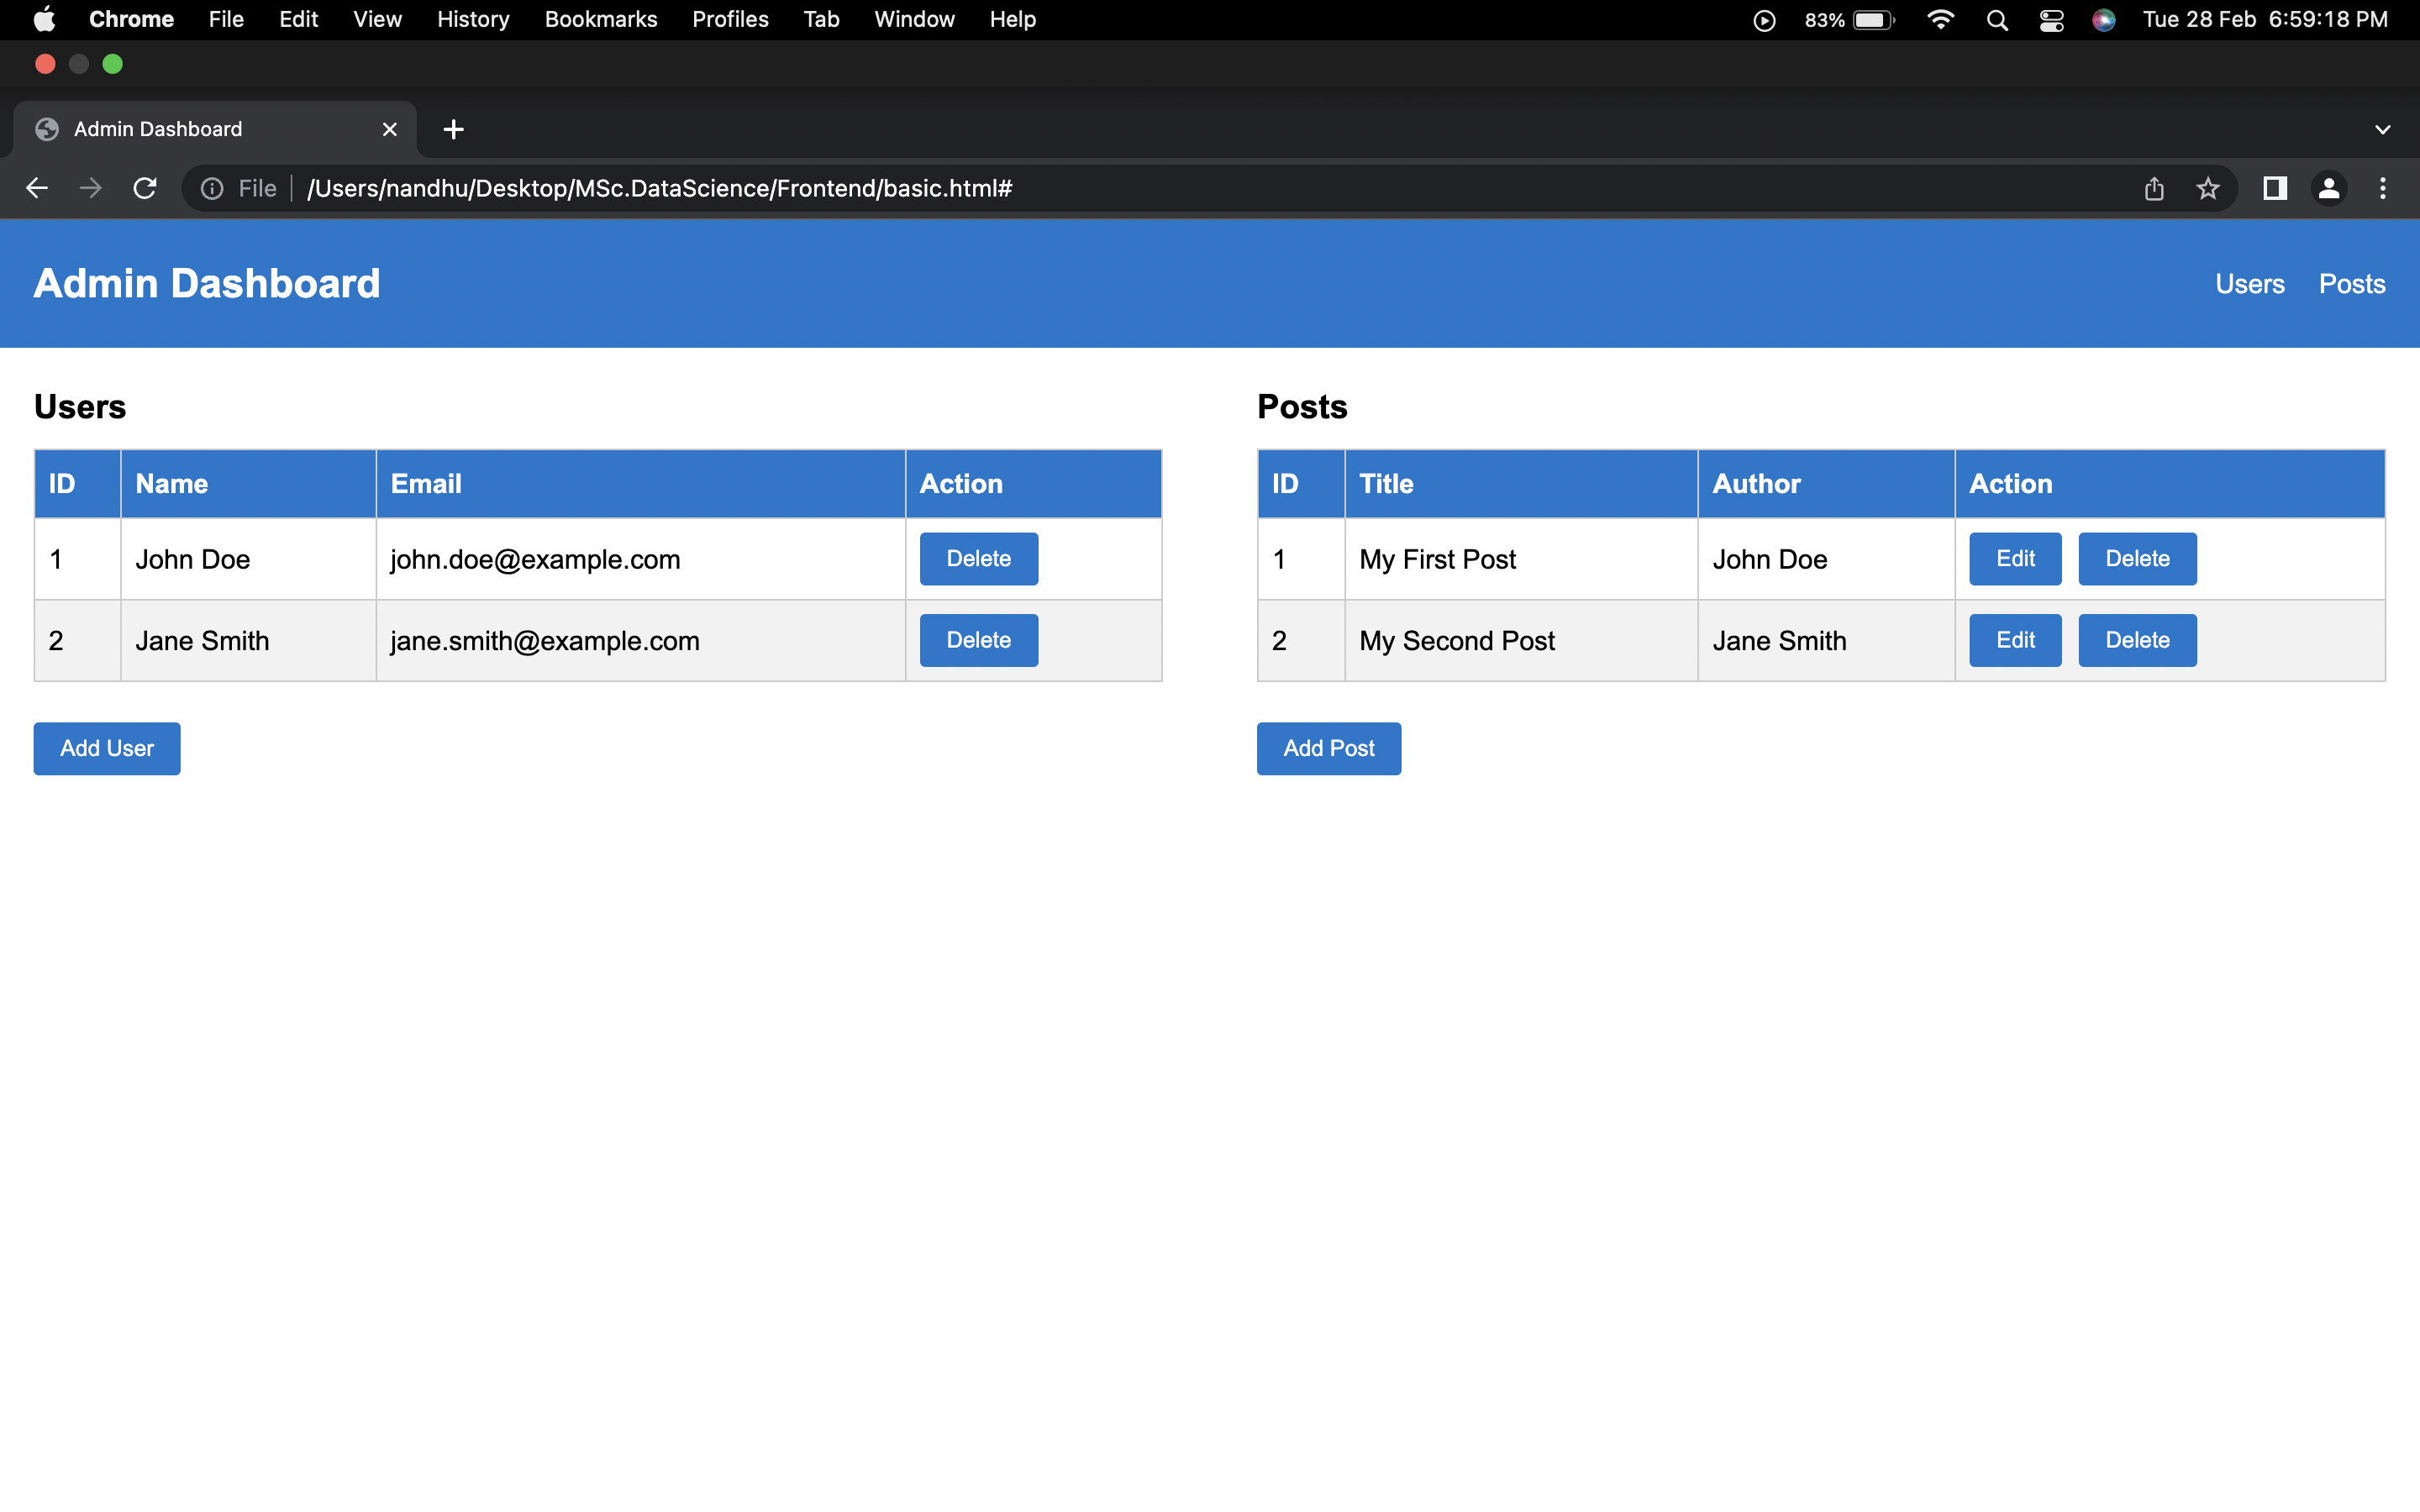 Chrome File Edit View History Bookmarks Profiles Tab Window Help 83% Tue 28 Feb 6:59:18 PM
Admin Dashboard
File /Users/nandhu/Desktop/MSc.DataScience/Frontend/basic.html#
Admin Dashboard Users Posts
Users
ID Name Email Action
1 John Doe john.doe@example.com Delete
2 Jane Smith jane.smith@example.com Delete
Add User
Posts
ID Title Author Action
1 My First Post John Doe Edit Delete
2 My Second Post Jane Smith Edit Delete
Add Post